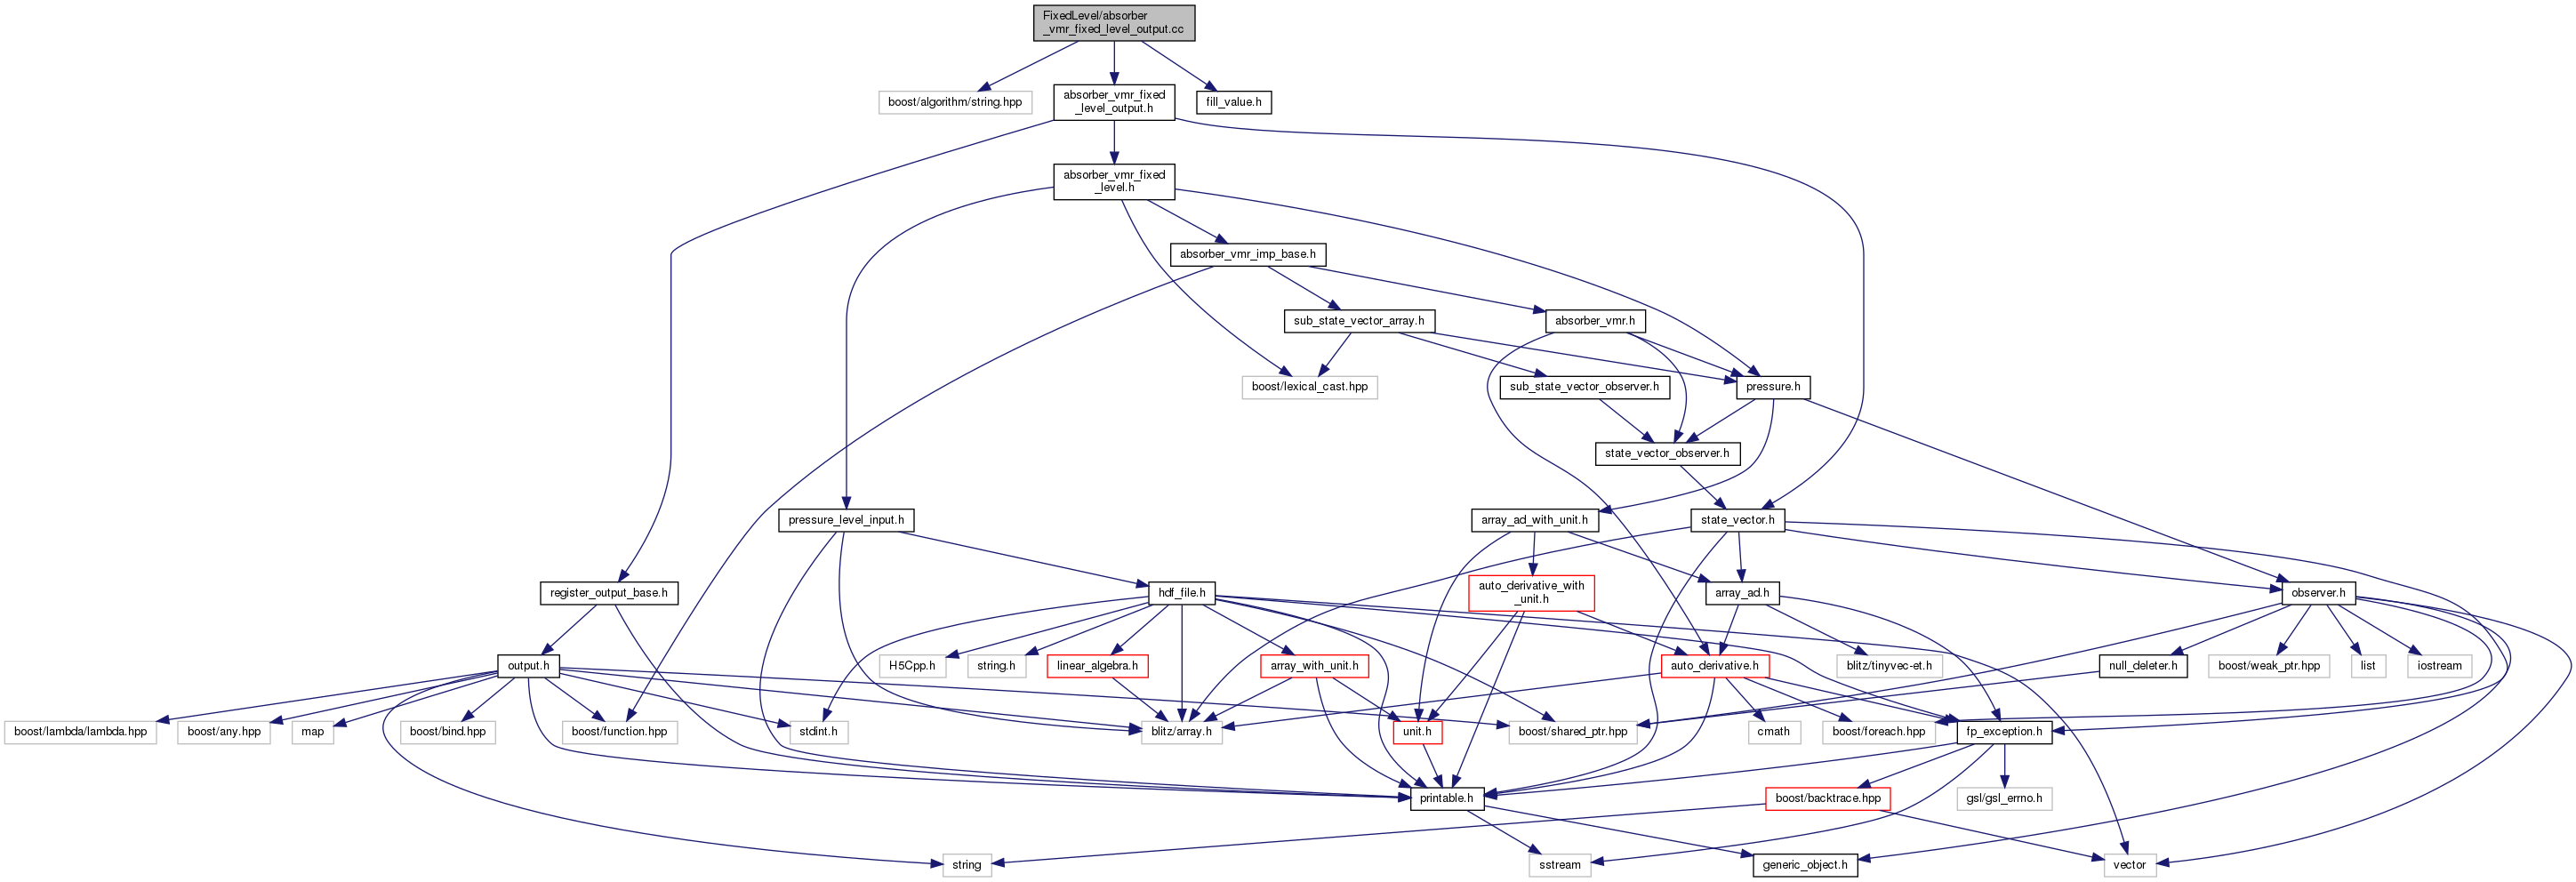 FixedLevel/absorber
_vmr_fixed_level_output.cc
boost/algorithm/string.hpp
absorber_vmr_fixed
_level_output.h
fill_value.h
absorber_vmr_fixed
_level.h
absorber_vmr_imp_base.h
sub_state_vector_array.h
absorber_vmr.h
boost/lexical_cast.hpp
sub_state_vector_observer.h
pressure.h
state_vector_observer.h
pressure_level_input.h
array_ad_with_unit.h
state_vector.h
register_output_base.h
hdf_file.h
auto_derivative_with
_unit.h
array_ad.h
observer.h
output.h
H5Cpp.h
string.h
linear_algebra.h
array_with_unit.h
auto_derivative.h
blitz/tinyvec-et.h
null_deleter.h
boost/weak_ptr.hpp
list
iostream
boost/lambda/lambda.hpp
boost/any.hpp
map
boost/bind.hpp
boost/function.hpp
stdint.h
blitz/array.h
unit.h
boost/shared_ptr.hpp
cmath
boost/foreach.hpp
fp_exception.h
printable.h
boost/backtrace.hpp
gsl/gsl_errno.h
string
sstream
generic_object.h
vector